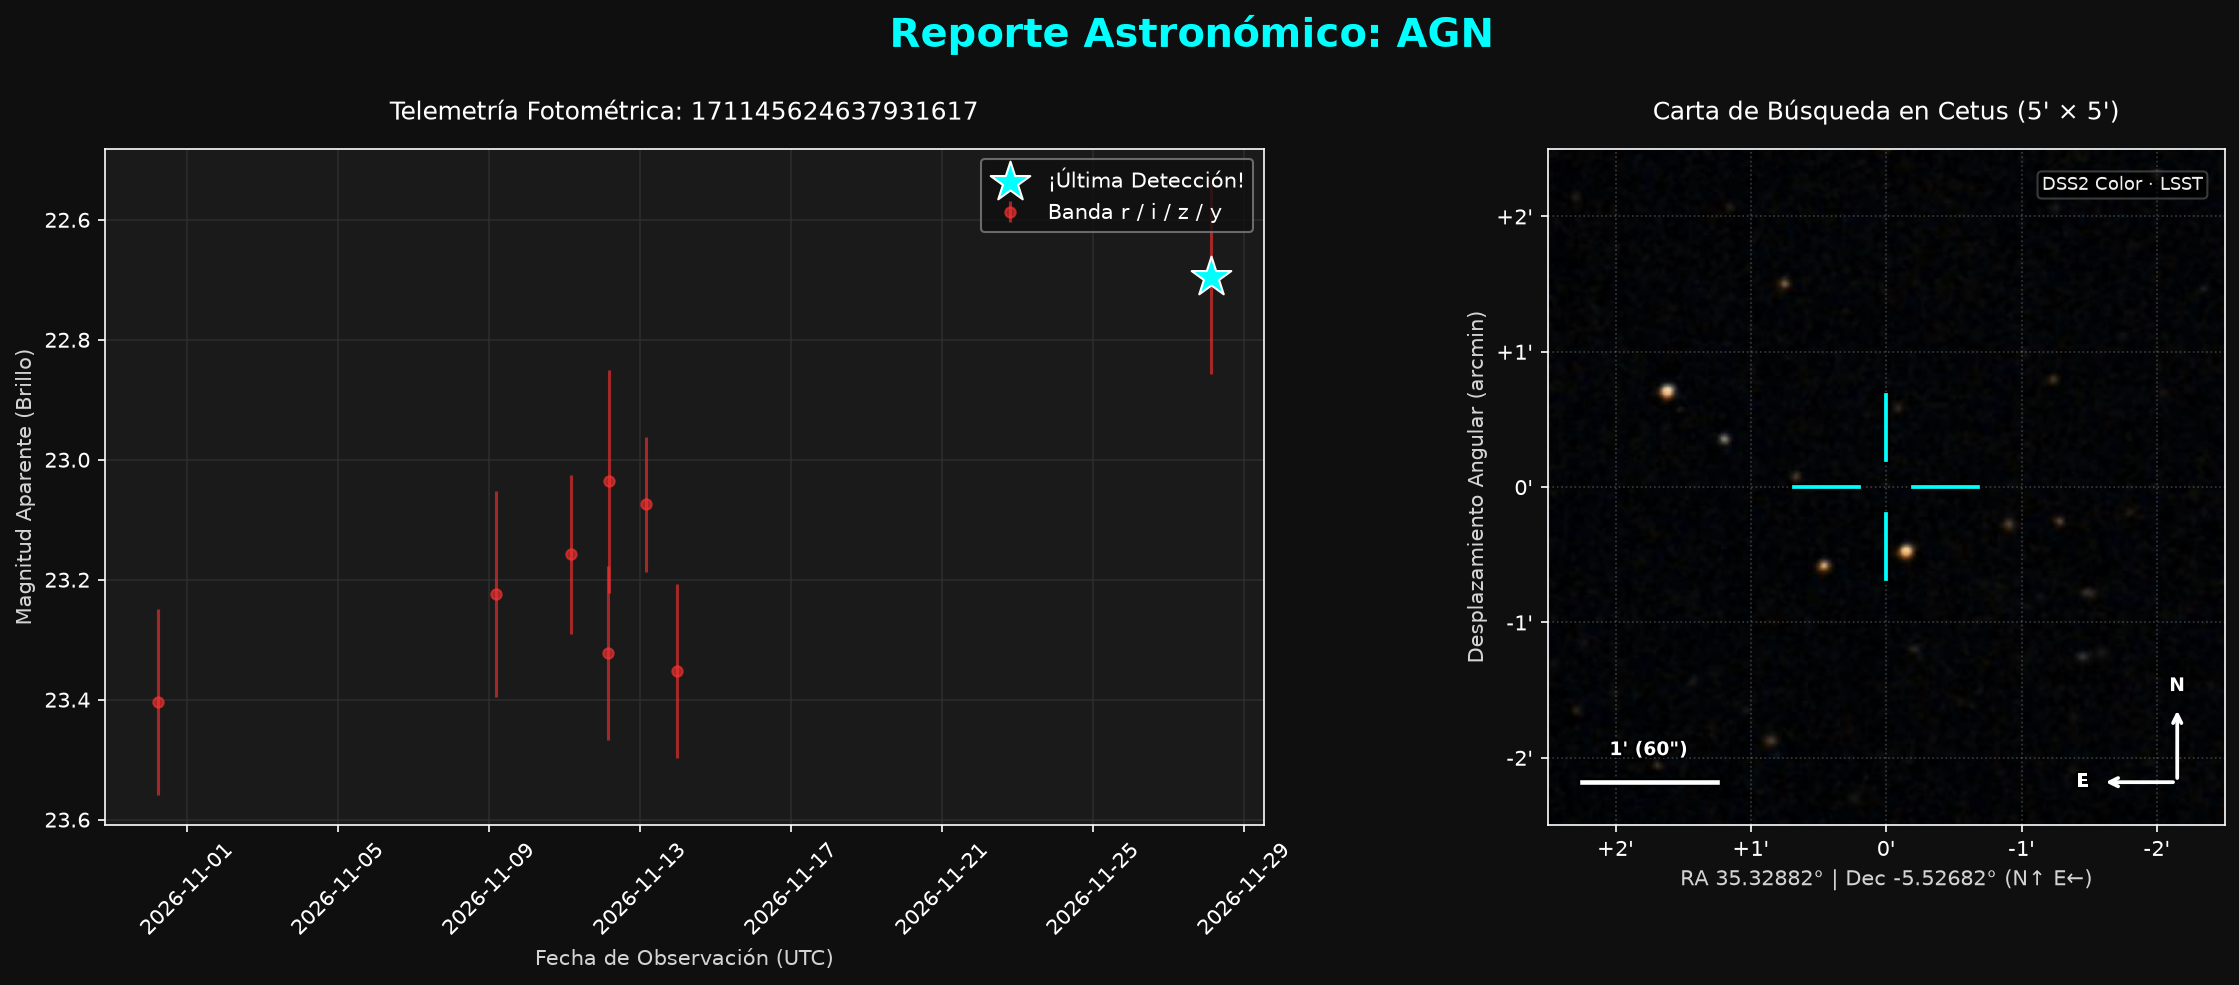 Reporte Astronómico: AGN
Telemetría Fotométrica: 171145624637931617
¡Última Detección!
Banda r / i / z / y
Magnitud Aparente (Brillo)
22.6
22.8
23.0
23.2
23.4
23.6
2026-11-01
2026-11-05
2026-11-09
2026-11-13
2026-11-17
2026-11-21
2026-11-25
2026-11-29
Fecha de Observación (UTC)
Carta de Búsqueda en Cetus (5' × 5')
DSS2 Color · LSST
Desplazamiento Angular (arcmin)
+2'
+1'
0'
-1'
-2'
N
E
1' (60")
+2'
+1'
0'
-1'
-2'
RA 35.32882° | Dec -5.52682° (N↑ E←)